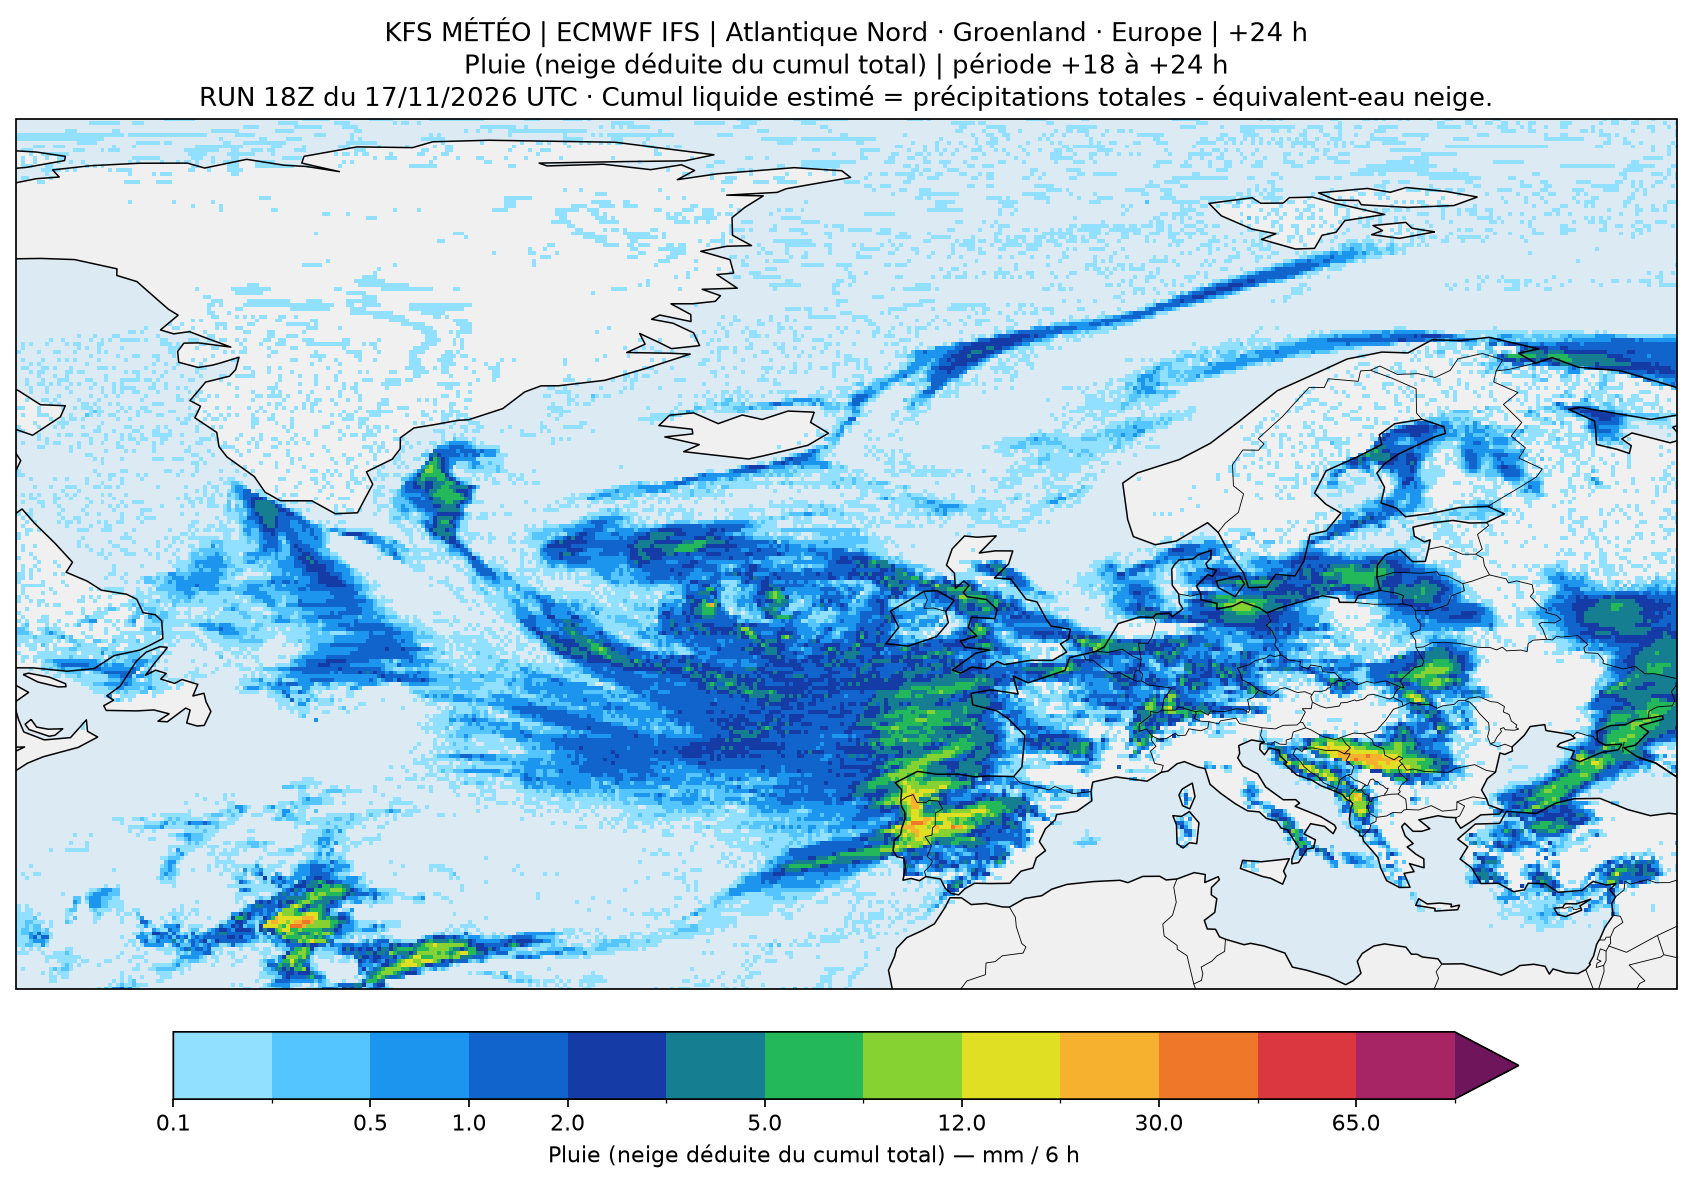 KFS MÉTÉO | ECMWF IFS | Atlantique Nord · Groenland · Europe | +24 h
Pluie (neige déduite du cumul total) | période +18 à +24 h
RUN 18Z du 17/11/2026 UTC · Cumul liquide estimé = précipitations totales - équivalent-eau neige.
0.1 0.5 1.0 2.0 5.0 12.0 30.0 65.0
Pluie (neige déduite du cumul total) — mm / 6 h